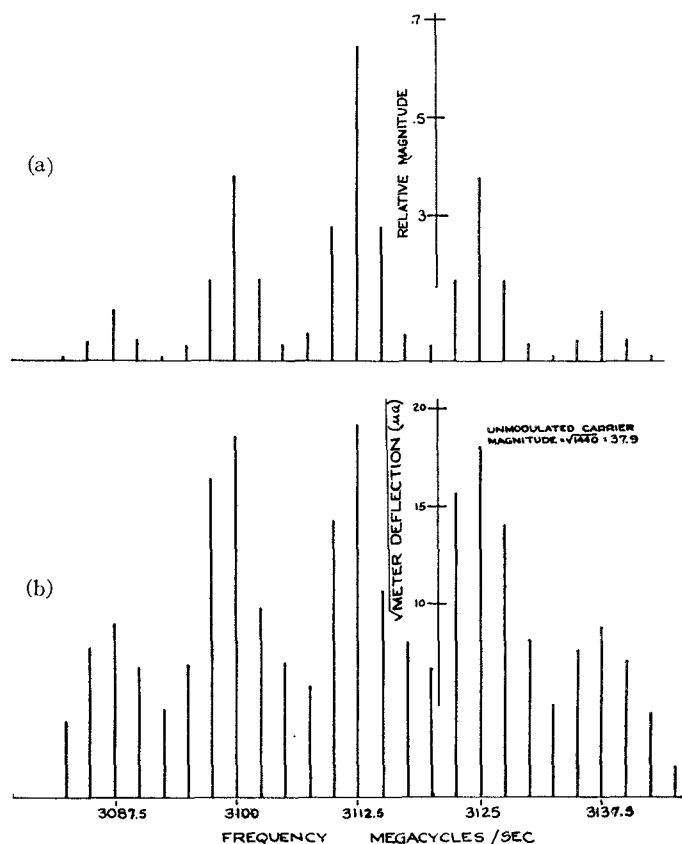 (a)
RELATIVE MAGNITUDE
.7
.5
.3
(b)
√METER DEFLECTION (µa)
20
15
10
UNMODULATED CARRIER
MAGNITUDE = √1440 = 37.9
3087.5 3100 3112.5 3125 3137.5
FREQUENCY MEGACYCLES/SEC